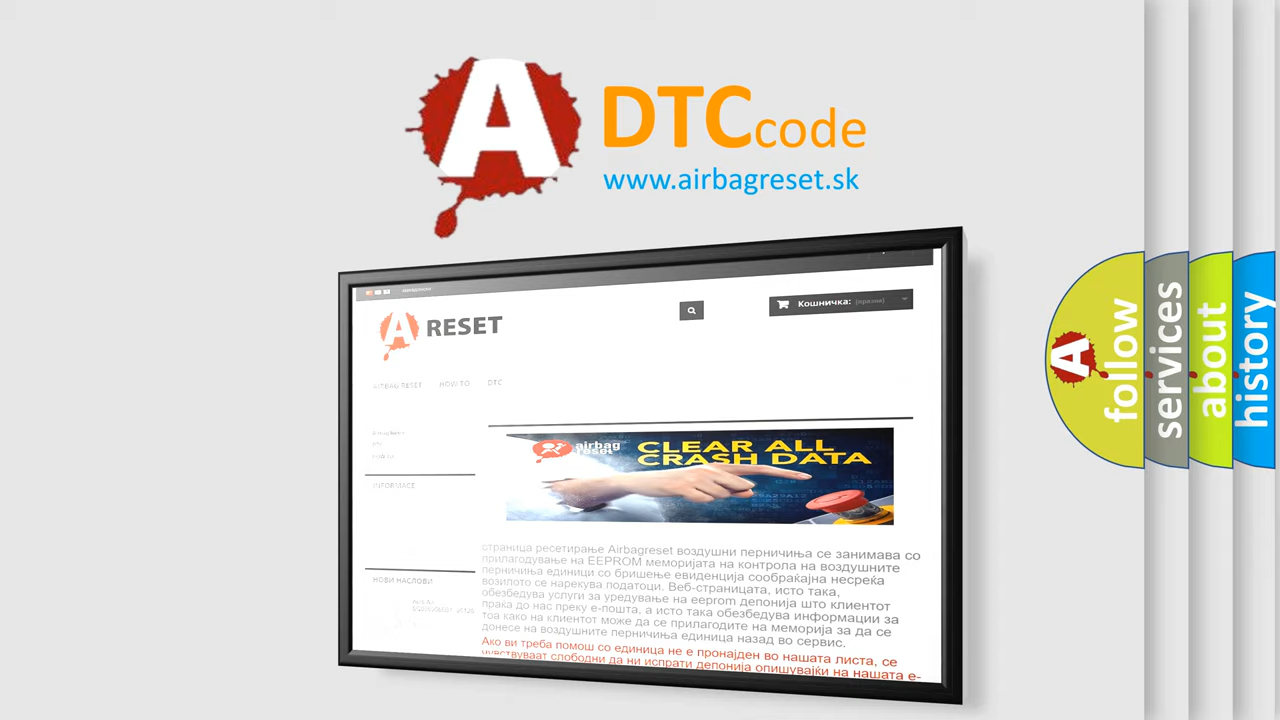 A DTC code
www.airbagreset.sk
A RESET
Кошничка: (празни)
AIRBAG RESET HOW TO DTC
INFORMACE
airbag reset
CLEAR ALL
CRASH DATA
страница ресетирање Airbagreset воздушни перничиња се занимава со
прилагодување на EEPROM меморијата на контрола на воздушните
перничиња единици со бришење евиденција сообраќајна несреќа
возилото се нарекува податоци. Веб-страницата, исто така,
обезбедува услуги за уредување на eeprom депонија што клиентот
праќа до нас преку е-пошта, а исто така обезбедува информации за
тоа како на клиентот може да се прилагодите на меморија за да се
донесе на воздушните перничиња единица назад во сервис.
Ако ви треба помош со единица не е пронајден во нашата листа, се
чувствуваат слободни да ни испрати депонија опишувајќи на нашата е-
НОВИ НАСЛОВИ
A follow
services
about
history